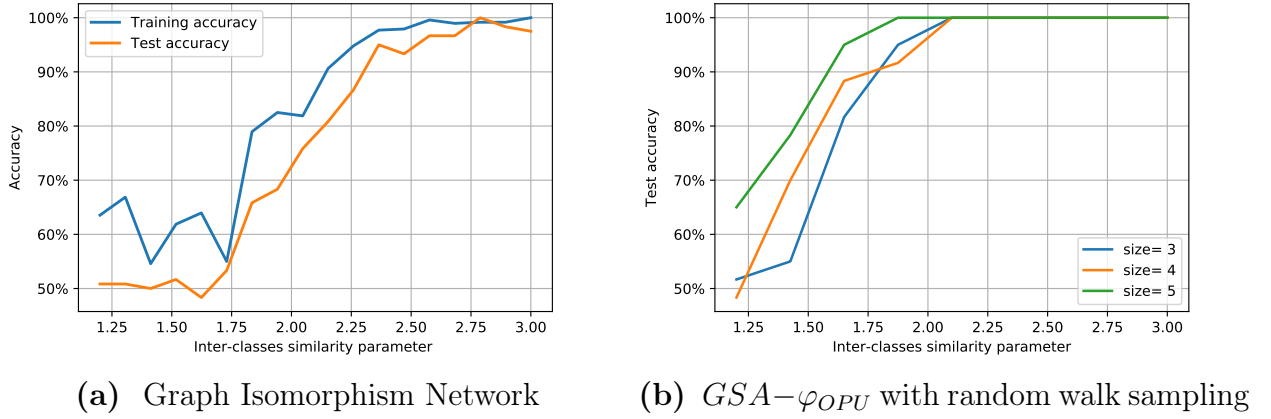 100%
90%
80%
70%
60%
50%
Accuracy
Training accuracy
Test accuracy
1.25 1.50 1.75 2.00 2.25 2.50 2.75 3.00
Inter-classes similarity parameter
(a) Graph Isomorphism Network
100%
90%
80%
70%
60%
50%
Test accuracy
size= 3
size= 4
size= 5
1.25 1.50 1.75 2.00 2.25 2.50 2.75 3.00
Inter-classes similarity parameter
(b) GSA−φOPU with random walk sampling